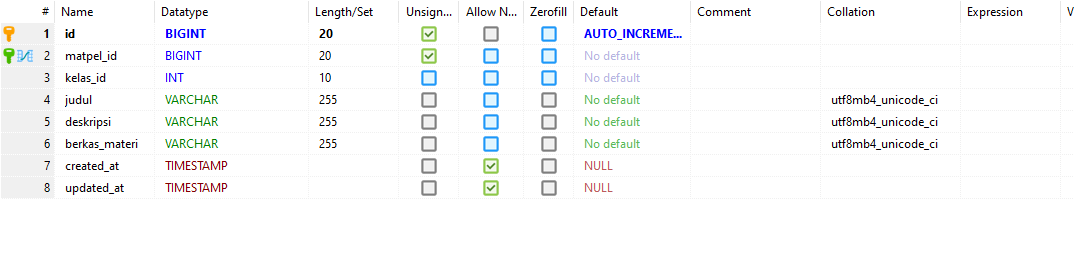 # Name Datatype Length/Set Unsign... Allow N... Zerofill Default Comment Collation Expression V
1 id BIGINT 20 AUTO_INCREME...
2 matpel_id BIGINT 20 No default
3 kelas_id INT 10 No default
4 judul VARCHAR 255 No default utf8mb4_unicode_ci
5 deskripsi VARCHAR 255 No default utf8mb4_unicode_ci
6 berkas_materi VARCHAR 255 No default utf8mb4_unicode_ci
7 created_at TIMESTAMP NULL
8 updated_at TIMESTAMP NULL